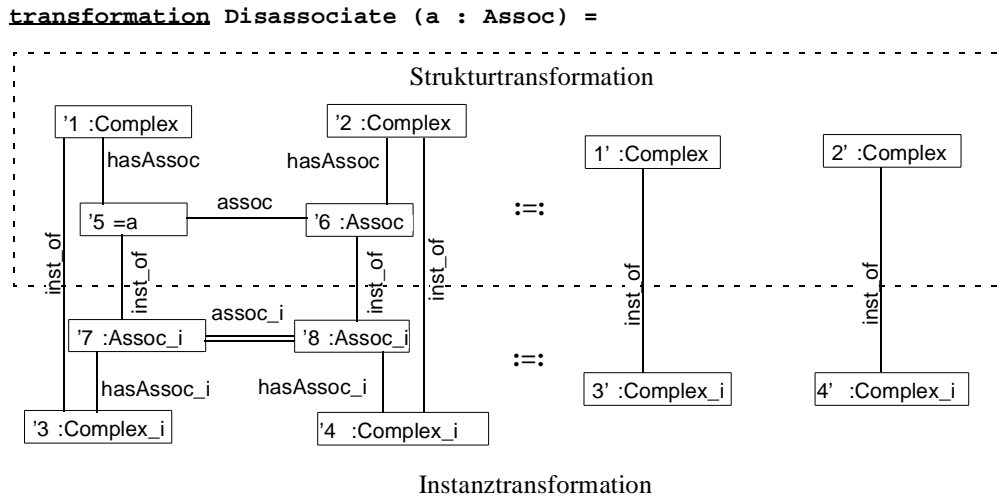 transformation Disassociate (a : Assoc) =
Strukturtransformation
'1 :Complex
'2 :Complex
1' :Complex
2' :Complex
hasAssoc
hasAssoc
assoc
'5 =a
'6 :Assoc
:=:
inst_of
inst_of
inst_of
inst_of
inst_of
inst_of
assoc_i
'7 :Assoc_i
'8 :Assoc_i
:=:
hasAssoc_i
hasAssoc_i
3' :Complex_i
4' :Complex_i
'3 :Complex_i
'4 :Complex_i
Instanztransformation